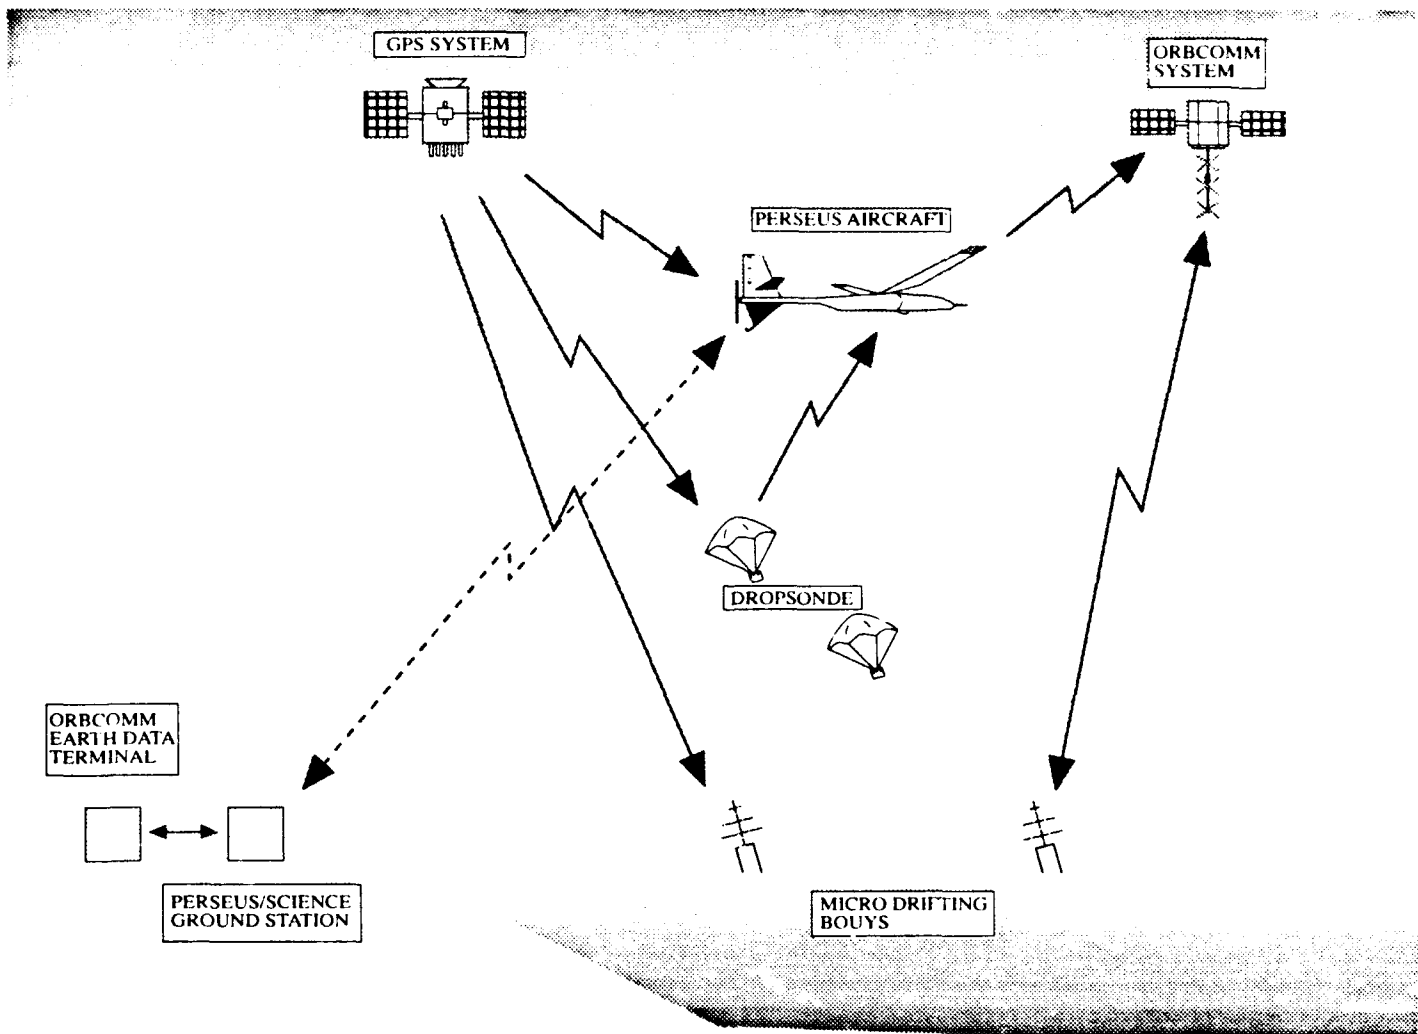 GPS SYSTEM
ORBCOMM
SYSTEM
PERSEUS AIRCRAFT
DROPSONDE
ORBCOMM
EARTH DATA
TERMINAL
PERSEUS/SCIENCE
GROUND STATION
MICRO DRIFTING
BOUYS